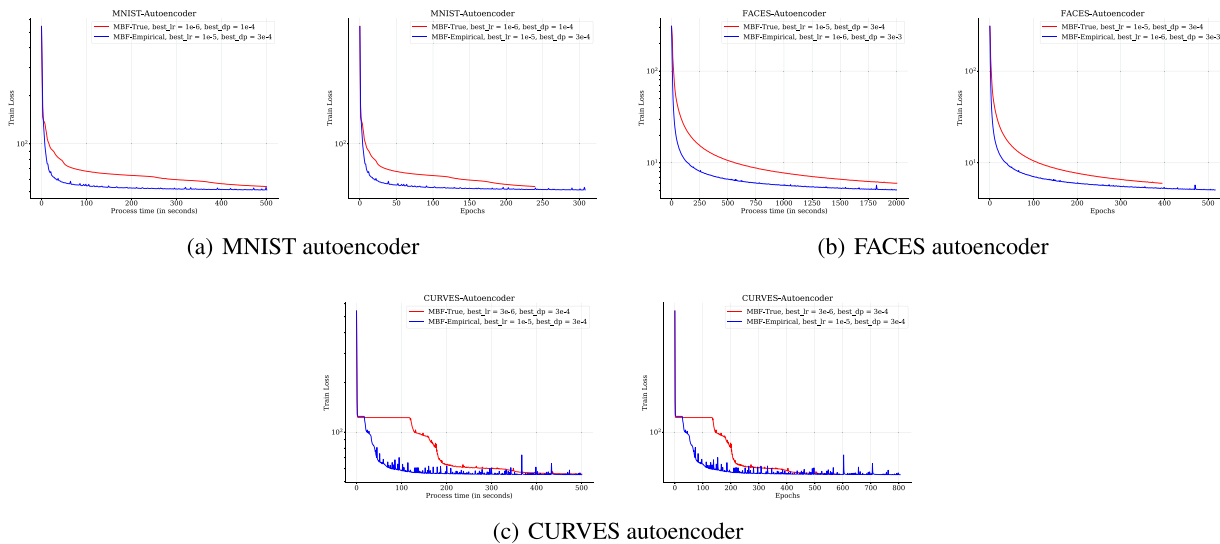 MNIST-Autoencoder
MBF-True, best_lr = 1e-6, best_dp = 1e-4
MBF-Empirical, best_lr = 1e-5, best_dp = 3e-4
Train Loss
10²
0 100 200 300 400 500
Process time (in seconds)
MNIST-Autoencoder
MBF-True, best_lr = 1e-6, best_dp = 1e-4
MBF-Empirical, best_lr = 1e-5, best_dp = 3e-4
Train Loss
10²
0 50 100 150 200 250 300
Epochs
FACES-Autoencoder
MBF-True, best_lr = 1e-5, best_dp = 3e-4
MBF-Empirical, best_lr = 1e-6, best_dp = 3e-3
Train Loss
10²
10¹
0 250 500 750 1000 1250 1500 1750 2000
Process time (in seconds)
FACES-Autoencoder
MBF-True, best_lr = 1e-5, best_dp = 3e-4
MBF-Empirical, best_lr = 1e-6, best_dp = 3e-3
Train Loss
10²
10¹
0 100 200 300 400 500
Epochs
(a) MNIST autoencoder
(b) FACES autoencoder
CURVES-Autoencoder
MBF-True, best_lr = 3e-6, best_dp = 3e-4
MBF-Empirical, best_lr = 1e-5, best_dp = 3e-4
Train Loss
10²
0 100 200 300 400 500
Process time (in seconds)
CURVES-Autoencoder
MBF-True, best_lr = 3e-6, best_dp = 3e-4
MBF-Empirical, best_lr = 1e-5, best_dp = 3e-4
Train Loss
10²
0 100 200 300 400 500 600 700 800
Epochs
(c) CURVES autoencoder